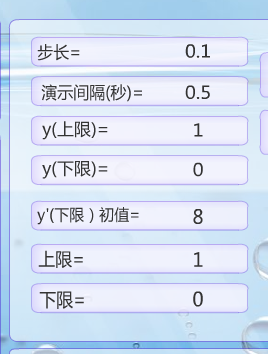 步长= 0.1
演示间隔(秒)= 0.5
y(上限)= 1
y(下限)= 0
y'(下限）初值= 8
上限= 1
下限= 0